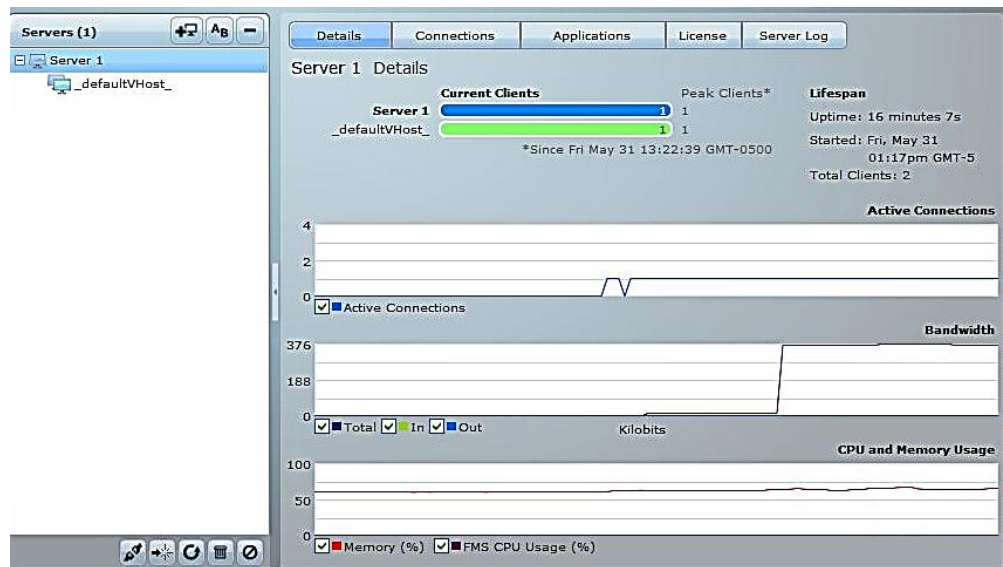 Servers (1)
AB
Server 1
_defaultVHost_
Details
Connections
Applications
License
Server Log
Server 1 Details
Current Clients
Peak Clients*
Server 1
1
1
_defaultVHost_
1
1
*Since Fri May 31 13:22:39 GMT-0500
Lifespan
Uptime: 16 minutes 7s
Started: Fri, May 31
01:17pm GMT-5
Total Clients: 2
Active Connections
4
2
0
Active Connections
Bandwidth
376
188
0
Total In Out
Kilobits
CPU and Memory Usage
100
50
0
Memory (%) FMS CPU Usage (%)